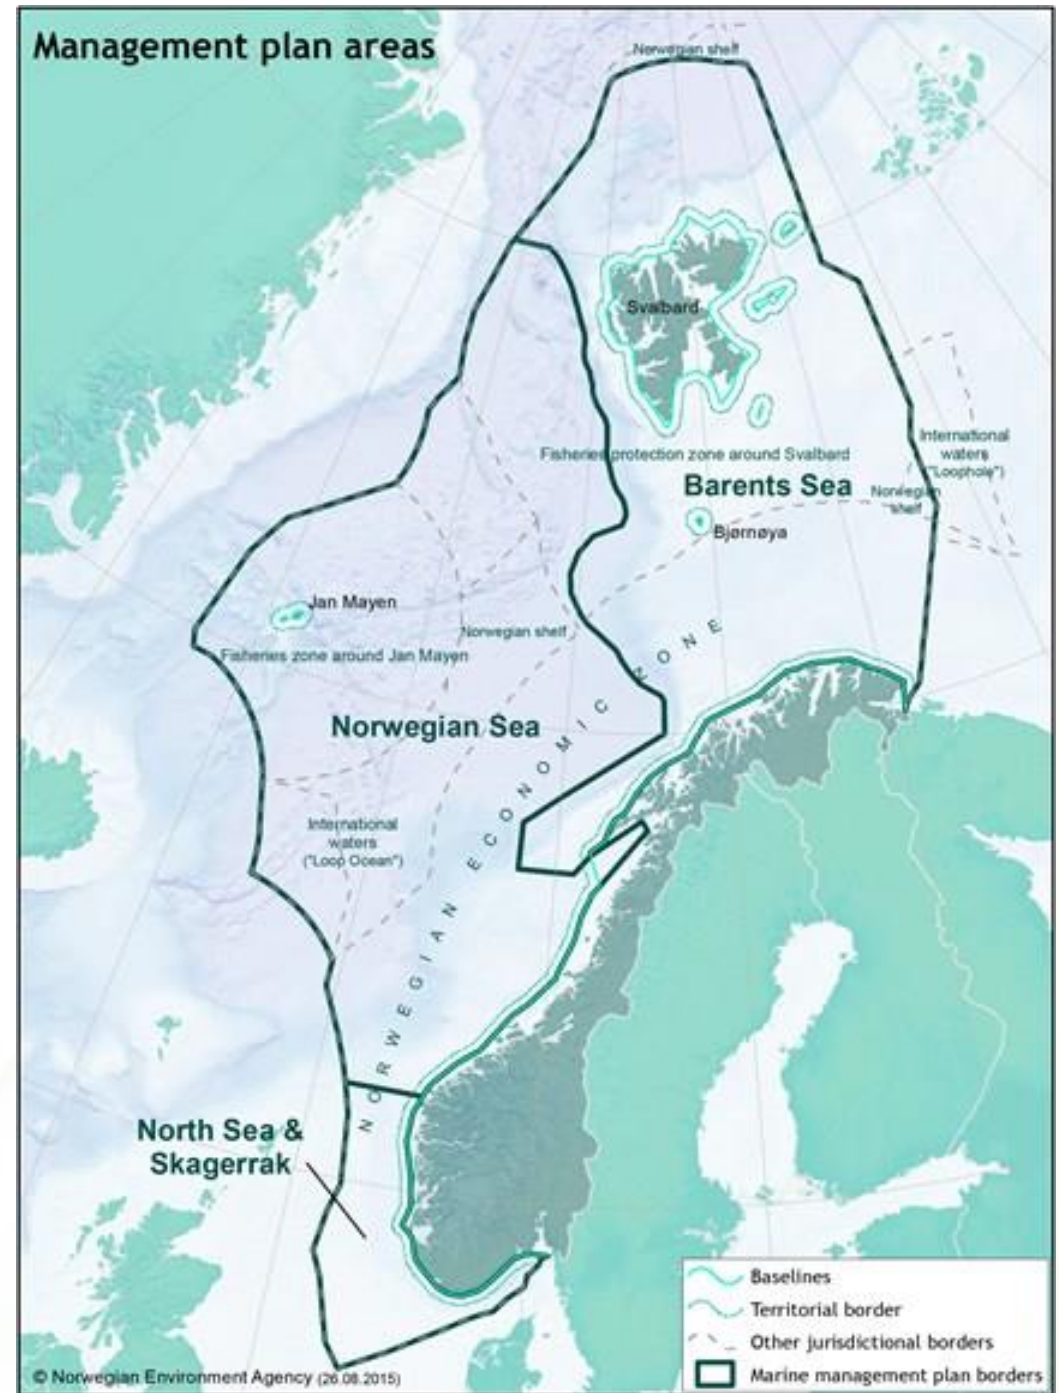 Management plan areas
Norwegian shelf
Svalbard
Fisheries protection zone around Svalbard
International
waters
("Loophole")
Barents Sea
Norwegian
shelf
Bjørnøya
Jan Mayen
Norwegian shelf
Fisheries zone around Jan Mayen
Norwegian Sea
NORWEGIAN ECONOMIC ZONE
International
waters
("Loop Ocean")
North Sea &
Skagerrak
Baselines
Territorial border
Other jurisdictional borders
Marine management plan borders
© Norwegian Environment Agency (26.08.2015)